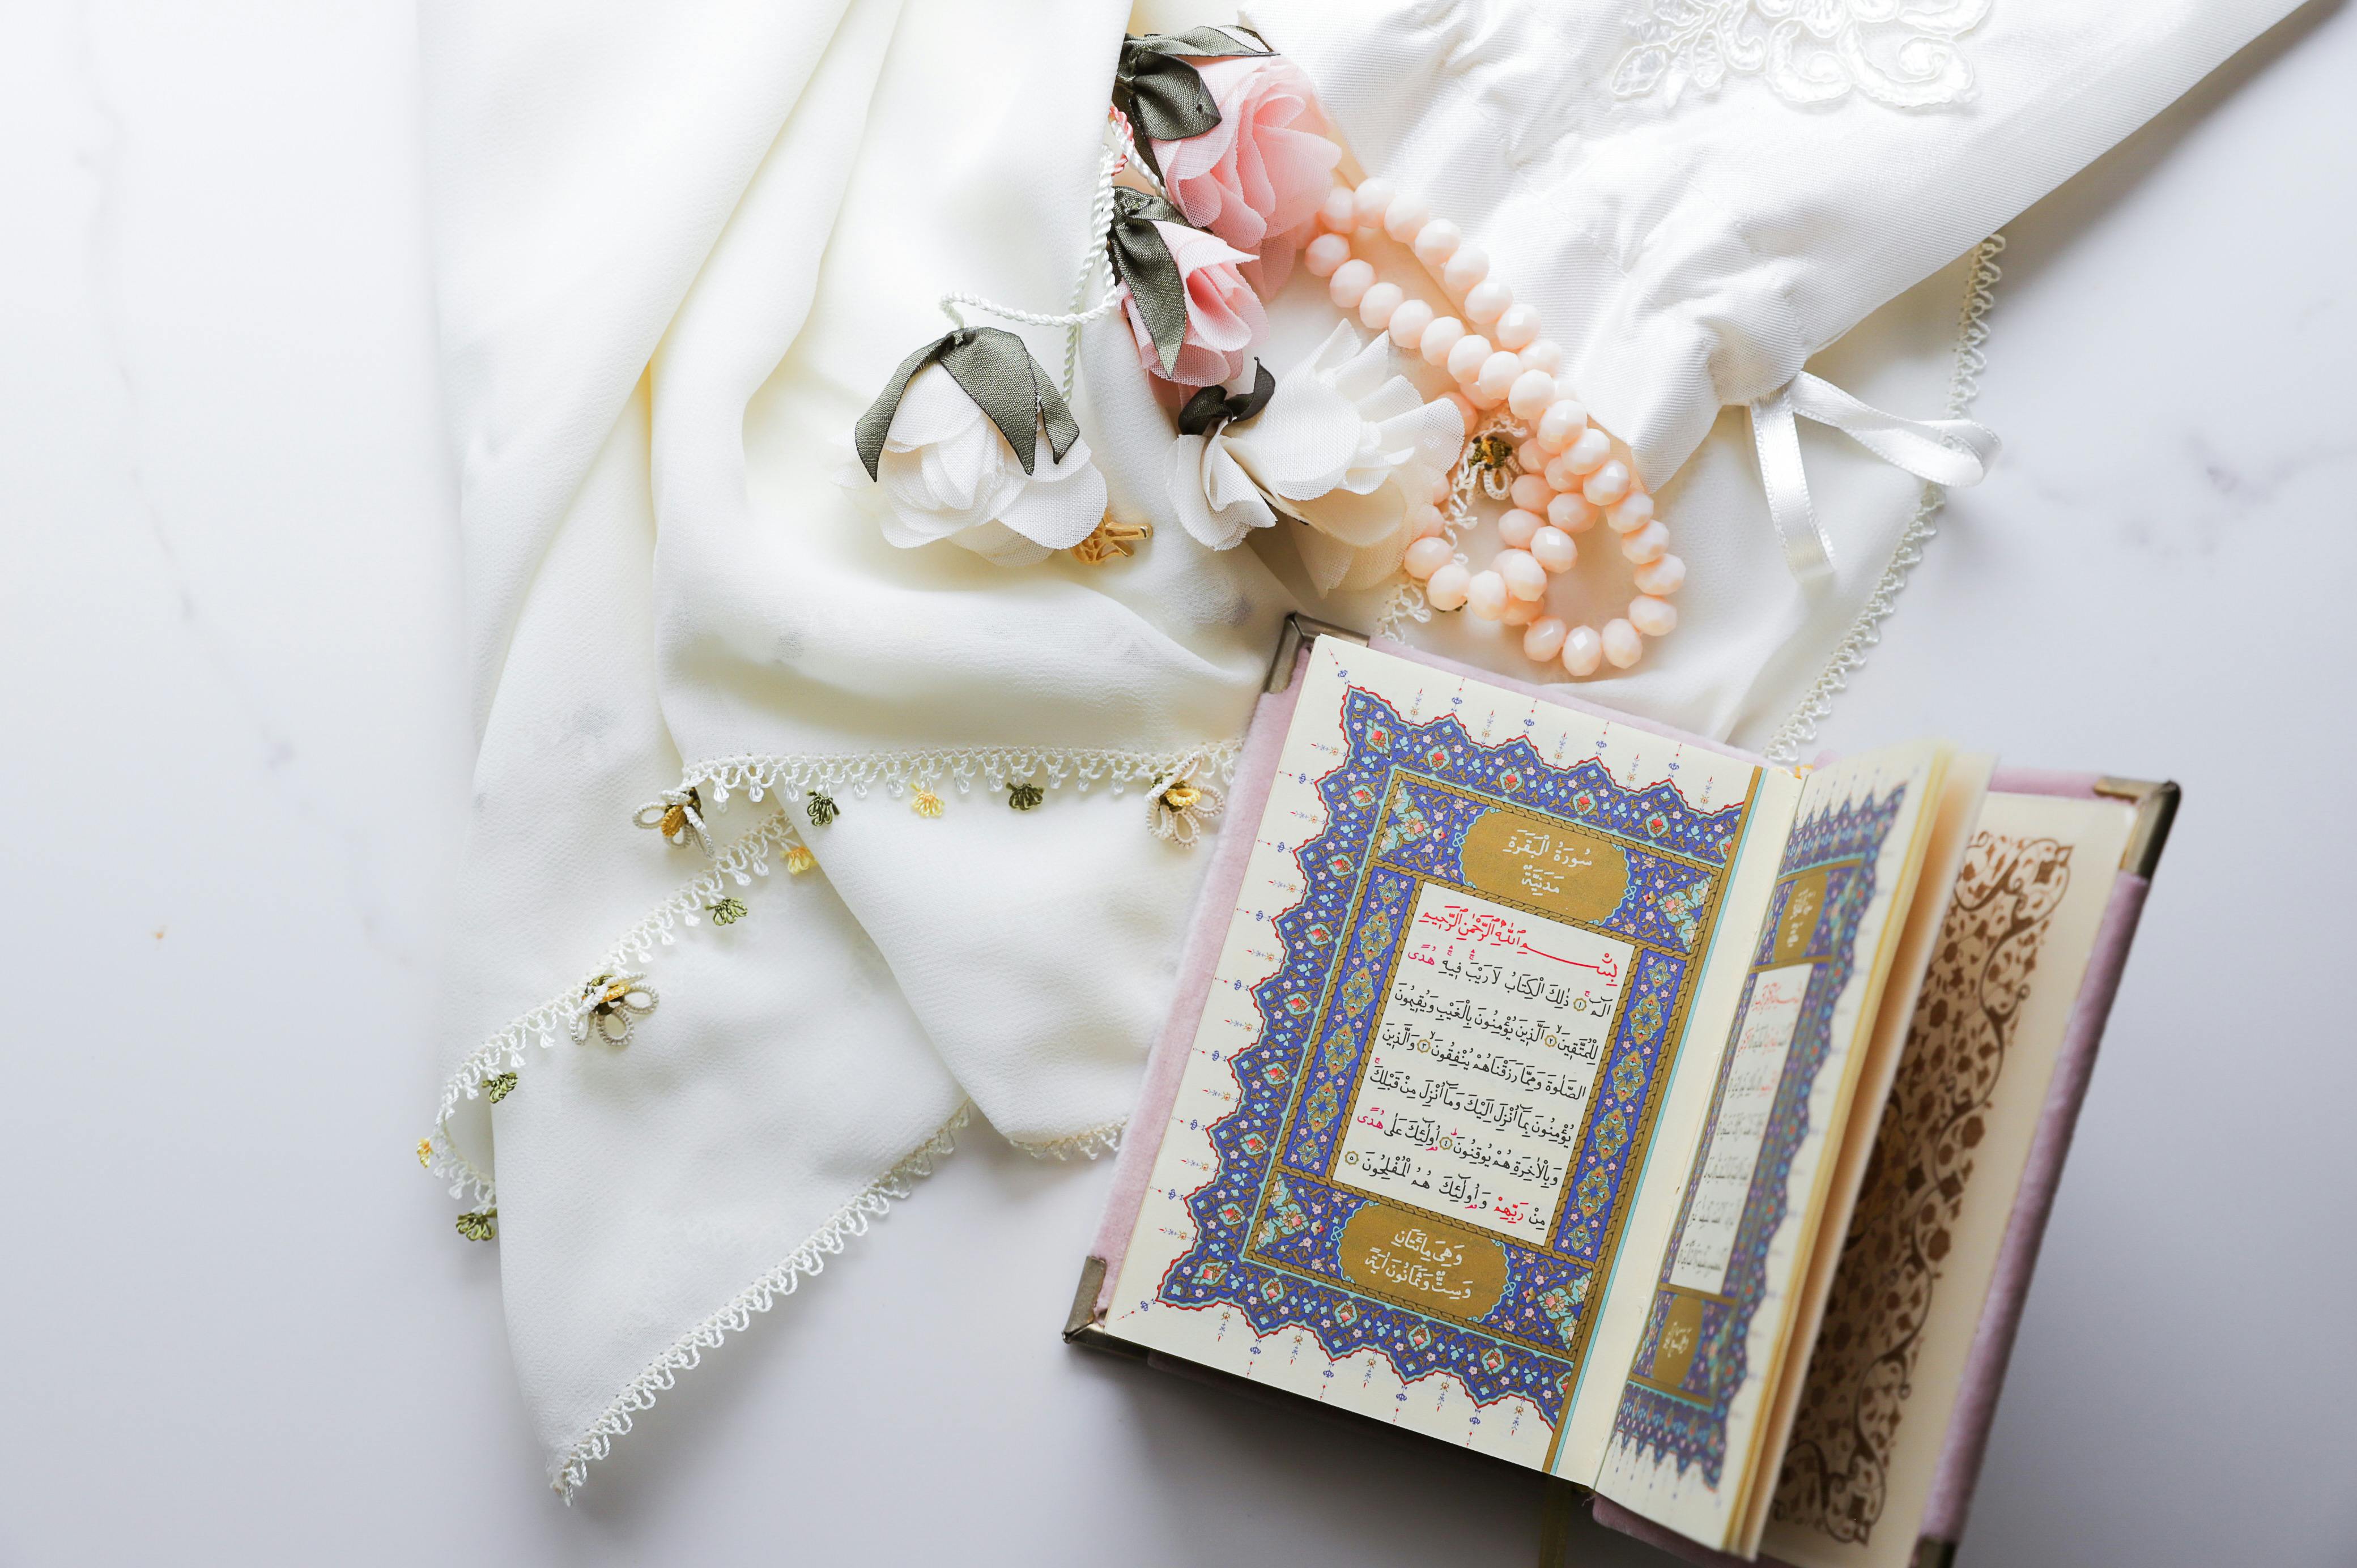 سُورَةُ الْبَقَرَةِ
مَدَنِيَّةٌ
بِسْــــمِ اللّٰهِ الرَّحْمٰنِ الرَّحِيمِ
الٓمٓ ۚ ﴿١﴾ ذٰلِكَ الْكِتَابُ لَا رَيْبَ ۚ فِيهِ ۚ هُدًى
لِلْمُتَّقِينَ ۙ ﴿٢﴾ اَلَّذِينَ يُؤْمِنُونَ بِالْغَيْبِ وَيُقِيمُونَ
الصَّلٰوةَ وَمِمَّا رَزَقْنَاهُمْ يُنْفِقُونَ ۙ ﴿٣﴾ وَالَّذِينَ
يُؤْمِنُونَ بِمَٓا اُنْزِلَ اِلَيْكَ وَمَٓا اُنْزِلَ مِنْ قَبْلِكَ ۚ
وَبِالْاٰخِرَةِ هُمْ يُوقِنُونَ ۜ ﴿٤﴾ اُو۬لٰٓئِكَ عَلٰى هُدًى
مِنْ رَبِّهِمْ وَاُو۬لٰٓئِكَ هُمُ الْمُفْلِحُونَ ﴿٥﴾
وَهِيَ مِائَتَانِ
وَسِتٌّ وَثَمَانُونَ اٰيَةً